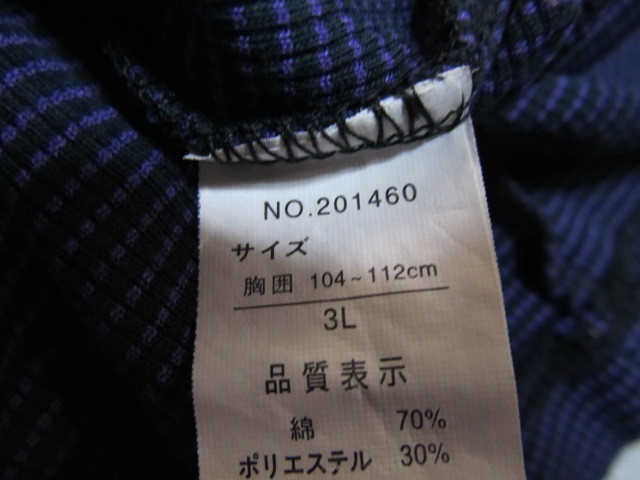 NO.201460
サイズ
胸囲 104~112cm
3L
品質表示
綿 70%
ポリエステル 30%